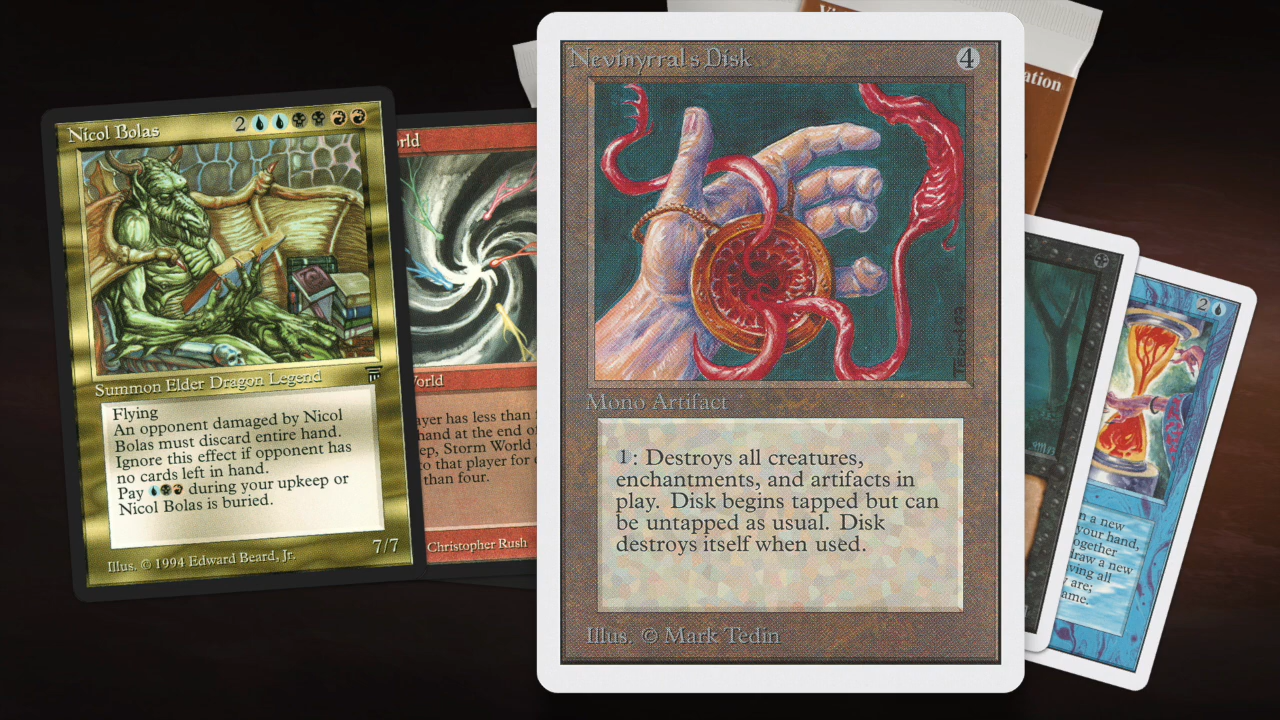 Nicol Bolas
2
Summon Elder Dragon Legend
Flying
An opponent damaged by Nicol
Bolas must discard entire hand.
Ignore this effect if opponent has
no cards left in hand.
Pay during your upkeep or
Nicol Bolas is buried.
7/7
Illus. © 1994 Edward Beard, Jr.
hand at the end of
ep, Storm World
to that player for
than four.
Christopher Rush
Nevinyrral's Disk
4
TEDIN 93
Mono Artifact
1: Destroys all creatures,
enchantments, and artifacts in
play. Disk begins tapped but can
be untapped as usual. Disk
destroys itself when used.
Illus. © Mark Tedin
2
n a new
your hand,
ogether
draw a new
ving all
are;
ame.